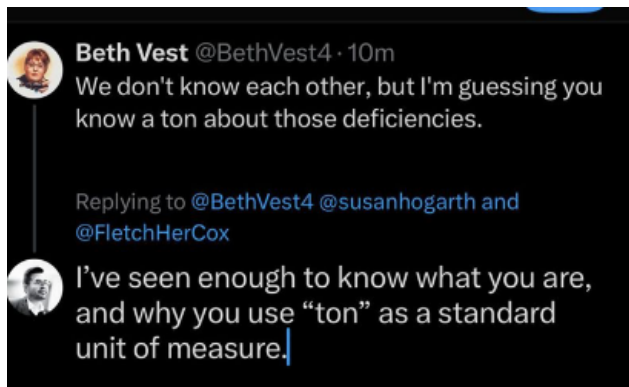 Beth Vest @BethVest4 · 10m
We don't know each other, but I'm guessing you
know a ton about those deficiencies.
Replying to @BethVest4 @susanhogarth and
@FletchHerCox
I’ve seen enough to know what you are,
and why you use “ton” as a standard
unit of measure.